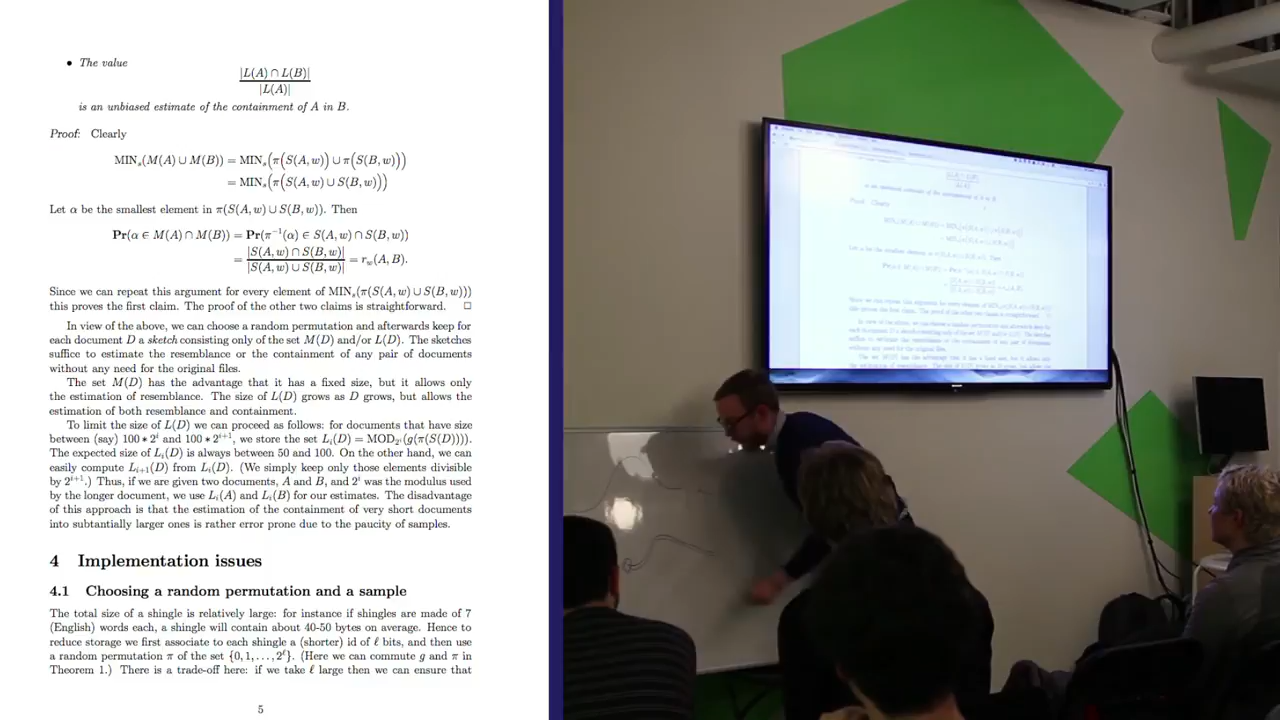 • The value
|L(A) ∩ L(B)|
|L(A)|
is an unbiased estimate of the containment of A in B.
Proof: Clearly
MINₛ(M(A) ∪ M(B)) = MINₛ(π(S(A, w)) ∪ π(S(B, w)))
= MINₛ(π(S(A, w) ∪ S(B, w)))
Let α be the smallest element in π(S(A, w) ∪ S(B, w)). Then
Pr(α ∈ M(A) ∩ M(B)) = Pr(π⁻¹(α) ∈ S(A, w) ∩ S(B, w))
= |S(A, w) ∩ S(B, w)| / |S(A, w) ∪ S(B, w)| = r_w(A, B).
Since we can repeat this argument for every element of MINₛ(π(S(A, w) ∪ S(B, w)))
this proves the first claim. The proof of the other two claims is straightforward. □
In view of the above, we can choose a random permutation and afterwards keep for
each document D a sketch consisting only of the set M(D) and/or L(D). The sketches
suffice to estimate the resemblance or the containment of any pair of documents
without any need for the original files.
The set M(D) has the advantage that it has a fixed size, but it allows only
the estimation of resemblance. The size of L(D) grows as D grows, but allows the
estimation of both resemblance and containment.
To limit the size of L(D) we can proceed as follows: for documents that have size
between (say) 100 ∗ 2ⁱ and 100 ∗ 2ⁱ⁺¹, we store the set Lᵢ(D) = MOD₂ⁱ(g(π(S(D)))).
The expected size of Lᵢ(D) is always between 50 and 100. On the other hand, we can
easily compute Lᵢ₊₁(D) from Lᵢ(D). (We simply keep only those elements divisible
by 2ⁱ⁺¹.) Thus, if we are given two documents, A and B, and 2ⁱ was the modulus used
by the longer document, we use Lᵢ(A) and Lᵢ(B) for our estimates. The disadvantage
of this approach is that the estimation of the containment of very short documents
into subtantially larger ones is rather error prone due to the paucity of samples.
4 Implementation issues
4.1 Choosing a random permutation and a sample
The total size of a shingle is relatively large: for instance if shingles are made of 7
(English) words each, a shingle will contain about 40-50 bytes on average. Hence to
reduce storage we first associate to each shingle a (shorter) id of ℓ bits, and then use
a random permutation π of the set {0, 1, . . . , 2^ℓ}. (Here we can commute g and π in
Theorem 1.) There is a trade-off here: if we take ℓ large then we can ensure that
5